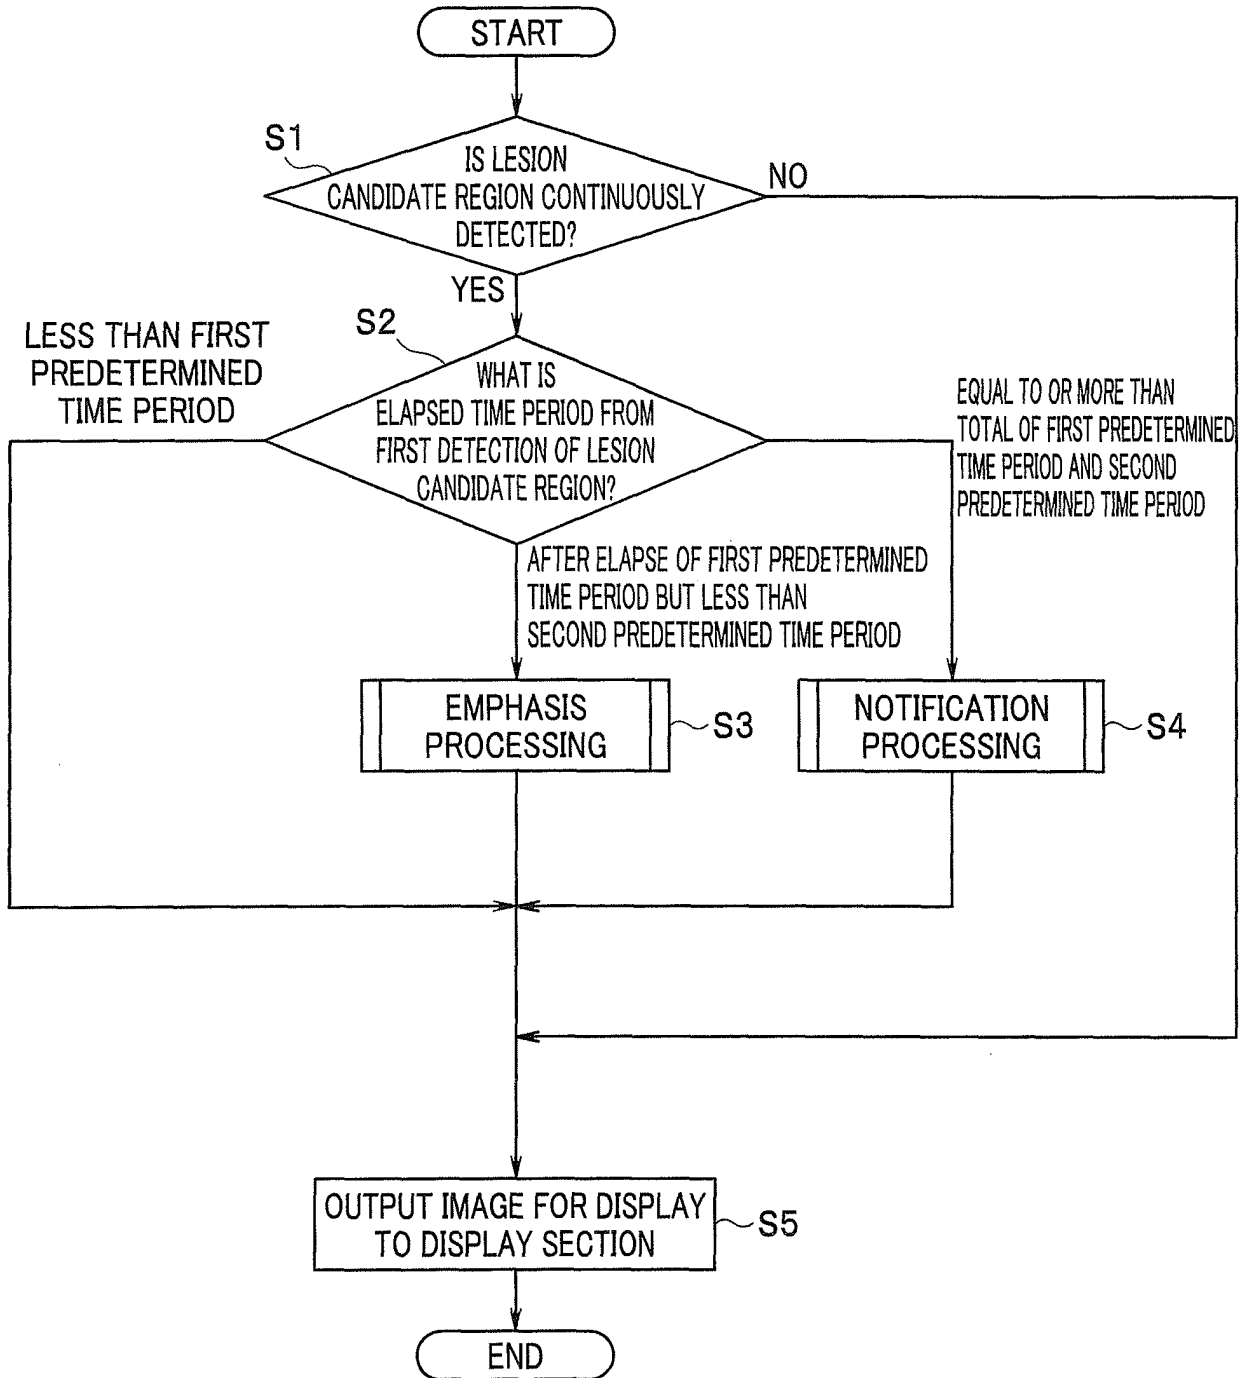 START
S1
IS LESION
CANDIDATE REGION CONTINUOUSLY
DETECTED?
NO
YES
S2
LESS THAN FIRST
PREDETERMINED
TIME PERIOD
WHAT IS
ELAPSED TIME PERIOD FROM
FIRST DETECTION OF LESION
CANDIDATE REGION?
EQUAL TO OR MORE THAN
TOTAL OF FIRST PREDETERMINED
TIME PERIOD AND SECOND
PREDETERMINED TIME PERIOD
AFTER ELAPSE OF FIRST PREDETERMINED
TIME PERIOD BUT LESS THAN
SECOND PREDETERMINED TIME PERIOD
EMPHASIS
PROCESSING
S3
NOTIFICATION
PROCESSING
S4
OUTPUT IMAGE FOR DISPLAY
TO DISPLAY SECTION
S5
END